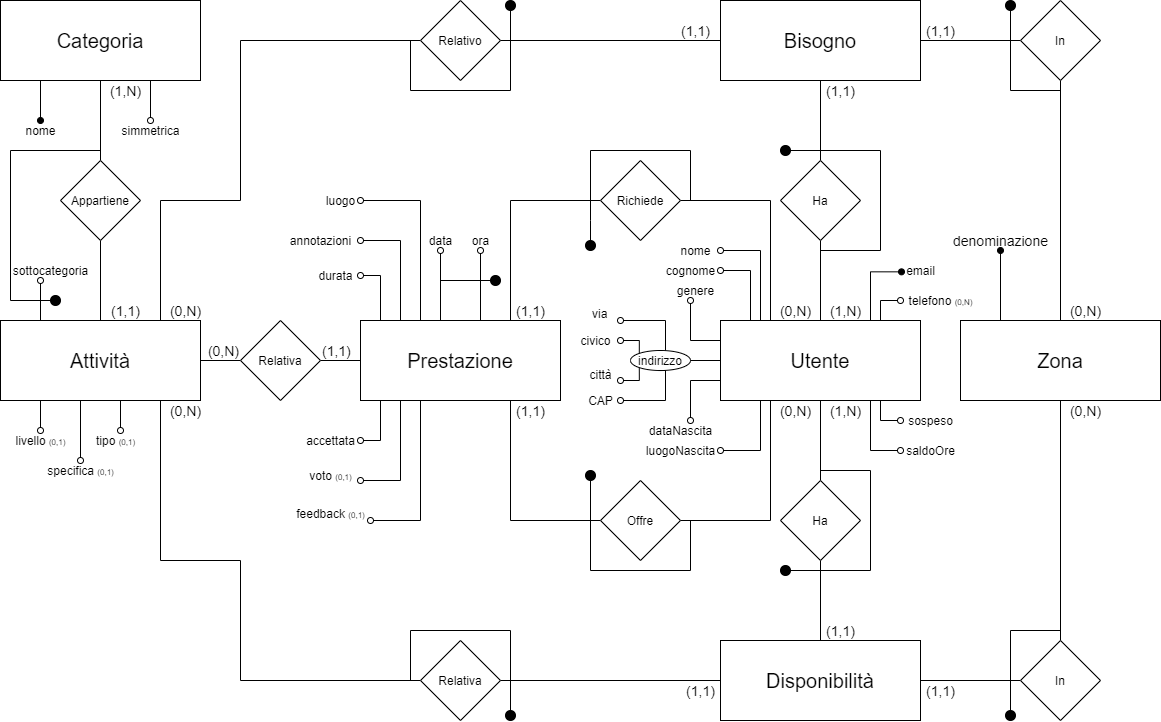 Categoria
Relativo
(1,1)
Bisogno
(1,1)
In
(1,N)
(1,1)
nome
simmetrica
Appartiene
luogo
Richiede
Ha
annotazioni
data
ora
nome
denominazione
sottocategoria
durata
cognome
email
genere
telefono (0,N)
(1,1)
(0,N)
(1,1)
via
(0,N)
(1,N)
(0,N)
civico
Attività
(0,N)
Relativa
(1,1)
Prestazione
indirizzo
Utente
Zona
città
CAP
(0,N)
(1,1)
(0,N)
(1,N)
(0,N)
livello (0,1)
tipo (0,1)
accettata
dataNascita
sospeso
specifica (0,1)
voto (0,1)
luogoNascita
saldoOre
feedback (0,1)
Offre
Ha
(1,1)
Relativa
(1,1)
Disponibilità
(1,1)
In